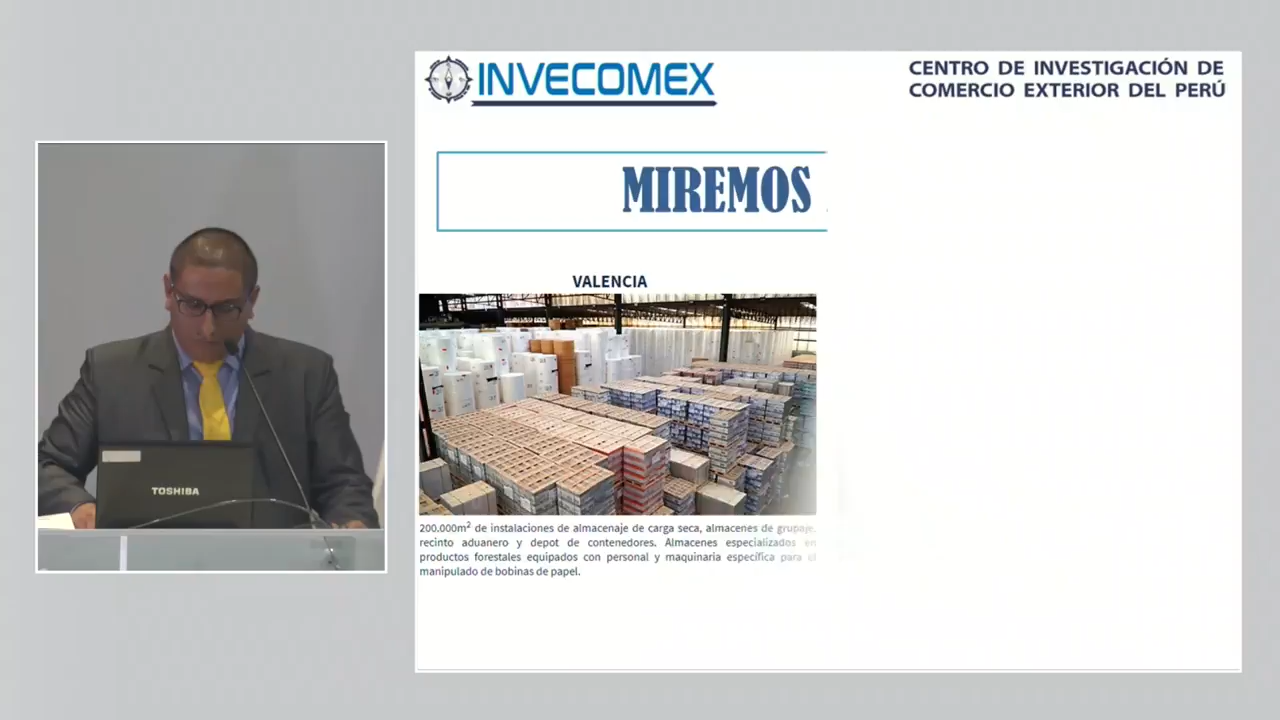 INVECOMEX
CENTRO DE INVESTIGACIÓN DE
COMERCIO EXTERIOR DEL PERÚ
MIREMOS
VALENCIA
200.000m² de instalaciones de almacenaje de carga seca, almacenes de grupaje,
recinto aduanero y depot de contenedores. Almacenes especializados en
productos forestales equipados con personal y maquinaria específica para el
manipulado de bobinas de papel.
TOSHIBA